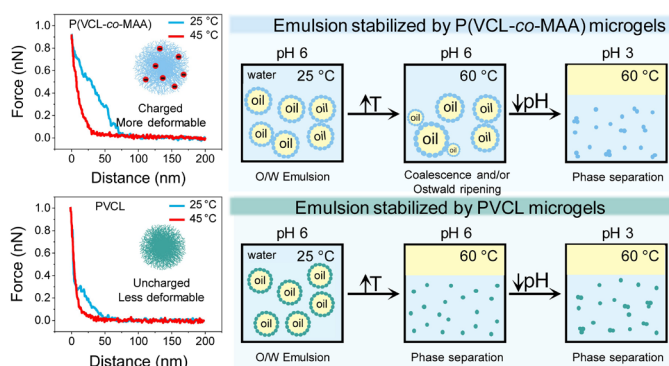 P(VCL-co-MAA)
25 °C
45 °C
Charged
More deformable
Force (nN)
1.0
0.8
0.6
0.4
0.2
0.0
0
50
100
150
200
Distance (nm)
Emulsion stabilized by P(VCL-co-MAA) microgels
pH 6
pH 6
pH 3
water
25 °C
60 °C
60 °C
oil
oil
oil
oil
oil
oil
↑T
oil
oil
oil
oil
oil
oil
↓pH
O/W Emulsion
Coalescence and/or
Ostwald ripening
Phase separation
PVCL
25 °C
45 °C
Uncharged
Less deformable
Force (nN)
1.0
0.8
0.6
0.4
0.2
0.0
0
50
100
150
200
Distance (nm)
Emulsion stabilized by PVCL microgels
pH 6
pH 6
pH 3
water
25 °C
60 °C
60 °C
oil
oil
oil
oil
oil
oil
↑T
↓pH
O/W Emulsion
Phase separation
Phase separation